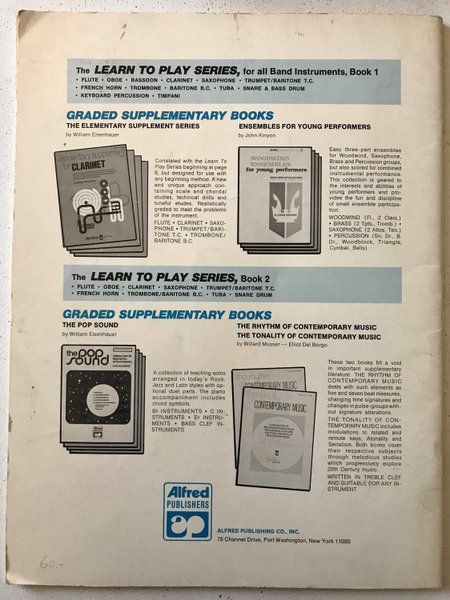 The LEARN TO PLAY SERIES, for all Band Instruments, Book 1
• FLUTE • OBOE • BASSOON • CLARINET • SAXOPHONE • TRUMPET/BARITONE T.C.
• FRENCH HORN • TROMBONE • BARITONE B.C. • TUBA • SNARE & BASS DRUM
• KEYBOARD PERCUSSION • TIMPANI
GRADED SUPPLEMENTARY BOOKS
THE ELEMENTARY SUPPLEMENT SERIES
by William Eisenhauer
elementary supplement
for CLARINET
Correlated with the Learn To
Play Series beginning at page
8, but designed for use with
any beginning method. A new
and unique approach con-
taining scale and chordal
studies, technical drills and
tuneful etudes. Realistically
graded to meet the problems
of the instrument.
FLUTE • CLARINET • SAXO-
PHONE • TRUMPET/BARI-
TONE T.C. • TROMBONE/
BARITONE B.C.
ENSEMBLES FOR YOUNG PERFORMERS
by John Kinyon
WOODWIND
ENSEMBLES
for young performers
Easy three-part ensembles
for Woodwind, Saxophone,
Brass and Percussion groups,
but also scored for combined
instrumental performance.
This collection is geared to
the interests and abilities of
young performers and pro-
vides the fun and discipline
of small ensemble participa-
tion.
WOODWIND (Fl., 2 Clars.)
• BRASS (2 Tpts., Tromb.) •
SAXOPHONE (2 Altos, Ten.)
• PERCUSSION (Sn. Dr., B.
Dr., Woodblock, Triangle,
Cymbal, Bells)
The LEARN TO PLAY SERIES, Book 2
• FLUTE • OBOE • CLARINET • SAXOPHONE • TRUMPET/BARITONE T.C.
• FRENCH HORN • TROMBONE/BARITONE B.C. • TUBA • SNARE DRUM
GRADED SUPPLEMENTARY BOOKS
THE POP SOUND
by William Eisenhauer
the pop
sound
A collection of teaching solos
arranged in today's Rock,
Jazz and Latin styles with op-
tional duet parts. The piano
accompaniment includes
chord symbols.
B♭ INSTRUMENTS • C IN-
STRUMENTS • E♭ INSTRU-
MENTS • BASS CLEF IN-
STRUMENTS
THE RHYTHM OF CONTEMPORARY MUSIC
THE TONALITY OF CONTEMPORARY MUSIC
by Willard Musser — Elliot Del Borgo
CONTEMPORARY MUSIC
These two books fill a void
in important supplementary
literature. THE RHYTHM OF
CONTEMPORARY MUSIC
deals with such elements as
five and seven beat measures,
changing time signatures and
changes in pulse-groups with-
out signature alterations.
THE TONALITY OF CON-
TEMPORARY MUSIC includes
modulations to related and
remote keys, Atonality and
Serialism. Both books cover
their respective subjects
through melodious studies
which progressively explore
20th Century music.
WRITTEN IN TREBLE CLEF
AND SUITABLE FOR ANY IN-
STRUMENT
Alfred
PUBLISHERS
ap
ALFRED PUBLISHING CO., INC.
75 Channel Drive, Port Washington, New York 11050
60.-